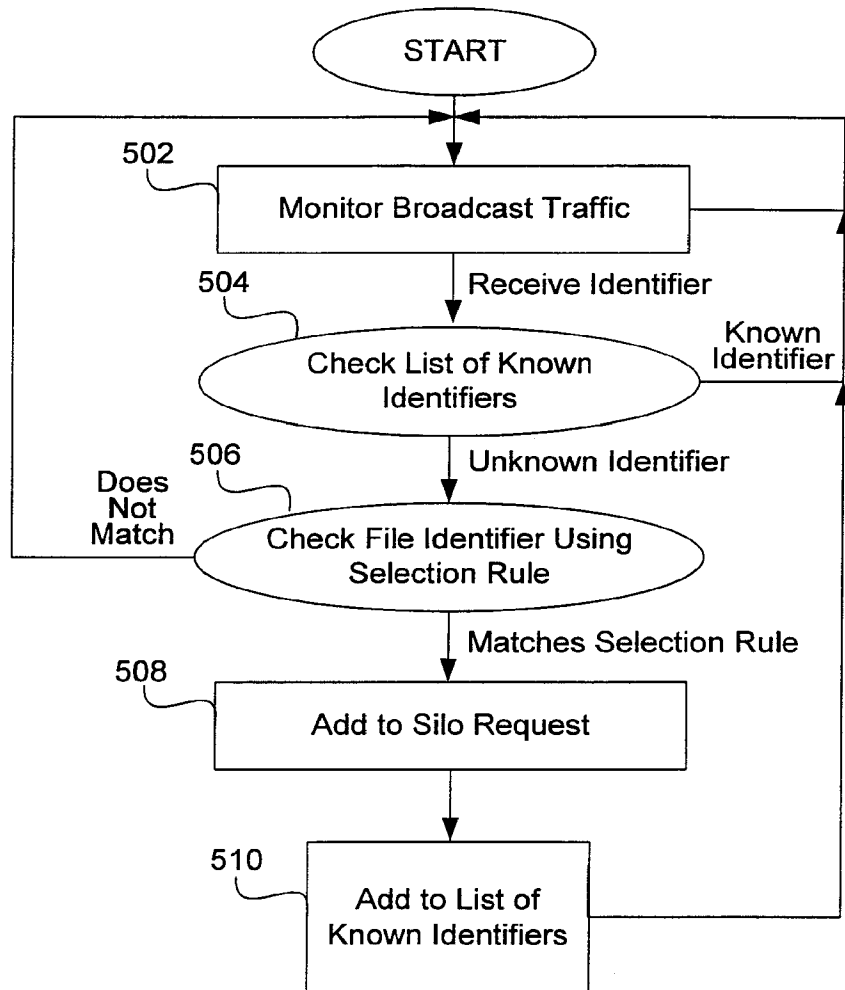 START
502
Monitor Broadcast Traffic
504
Receive Identifier
Check List of Known
Identifiers
Known
Identifier
506
Unknown Identifier
Does
Not
Match
Check File Identifier Using
Selection Rule
Matches Selection Rule
508
Add to Silo Request
510
Add to List of
Known Identifiers